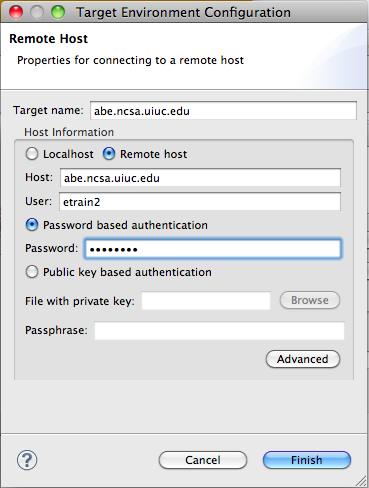 Target Environment Configuration
Remote Host
Properties for connecting to a remote host
Target name: abe.ncsa.uiuc.edu
Host Information
Localhost Remote host
Host: abe.ncsa.uiuc.edu
User: etrain2
Password based authentication
Password: ••••••••
Public key based authentication
File with private key: Browse
Passphrase:
Advanced
? Cancel Finish